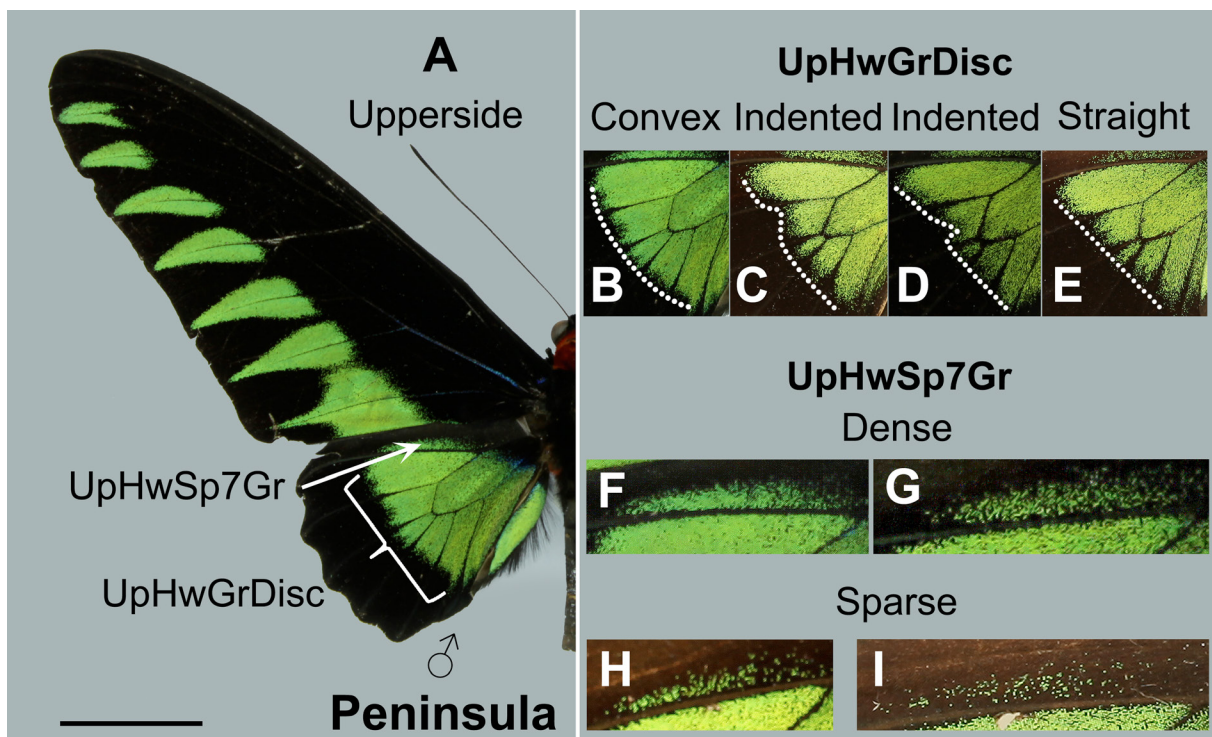 A
Upperside
UpHwSp7Gr
UpHwGrDisc
♂
Peninsula
UpHwGrDisc
Convex Indented Indented Straight
B C D E
UpHwSp7Gr
Dense
F G
Sparse
H I